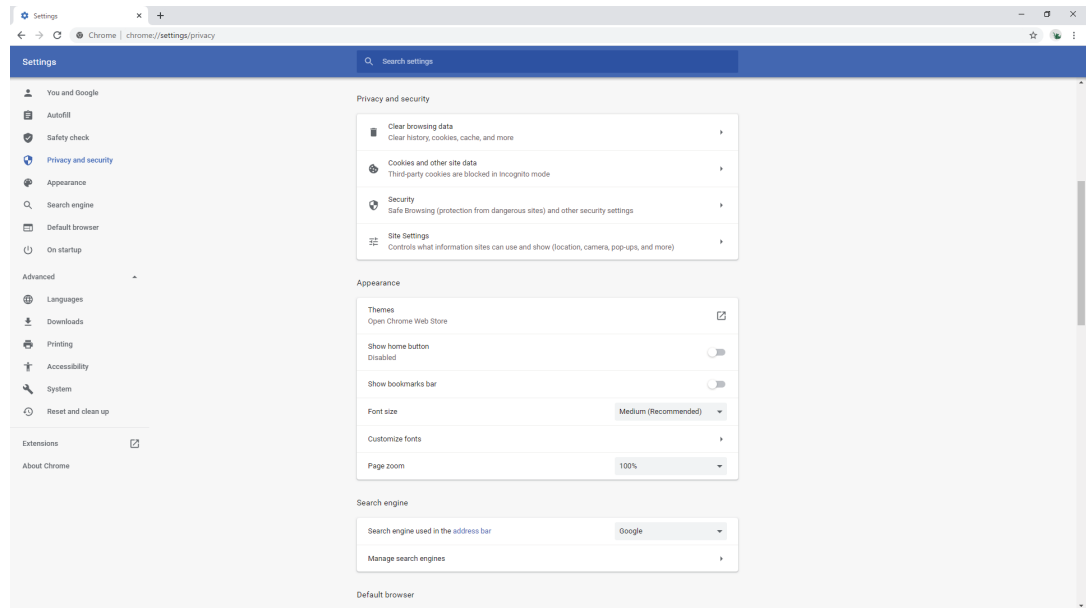 Settings
Chrome | chrome://settings/privacy
Settings
Search settings
You and Google
Autofill
Safety check
Privacy and security
Appearance
Search engine
Default browser
On startup
Advanced
Languages
Downloads
Printing
Accessibility
System
Reset and clean up
Extensions
About Chrome
Privacy and security
Clear browsing data
Clear history, cookies, cache, and more
Cookies and other site data
Third-party cookies are blocked in Incognito mode
Security
Safe Browsing (protection from dangerous sites) and other security settings
Site Settings
Controls what information sites can use and show (location, camera, pop-ups, and more)
Appearance
Themes
Open Chrome Web Store
Show home button
Disabled
Show bookmarks bar
Font size Medium (Recommended)
Customize fonts
Page zoom 100%
Search engine
Search engine used in the address bar Google
Manage search engines
Default browser